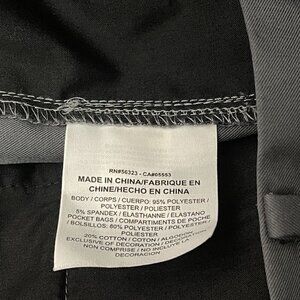 RN#56323 - CA#05553
MADE IN CHINA/FABRIQUE EN
CHINE/HECHO EN CHINA
BODY / CORPS / CUERPO: 95% POLYESTER /
POLYESTER / POLIESTER
5% SPANDEX / ELASTHANNE / ELASTANO
POCKET BAGS / COMPARTIMENTS DE POCHE
/ BOLSILLOS: 80% POLYESTER / POLYESTER /
POLIESTER
20% COTTON / COTON / ALGODON
EXCLUSIVE OF DECORATION / DECORATION
NON COMPRISE / NO INCLUYE LA
DECORACION